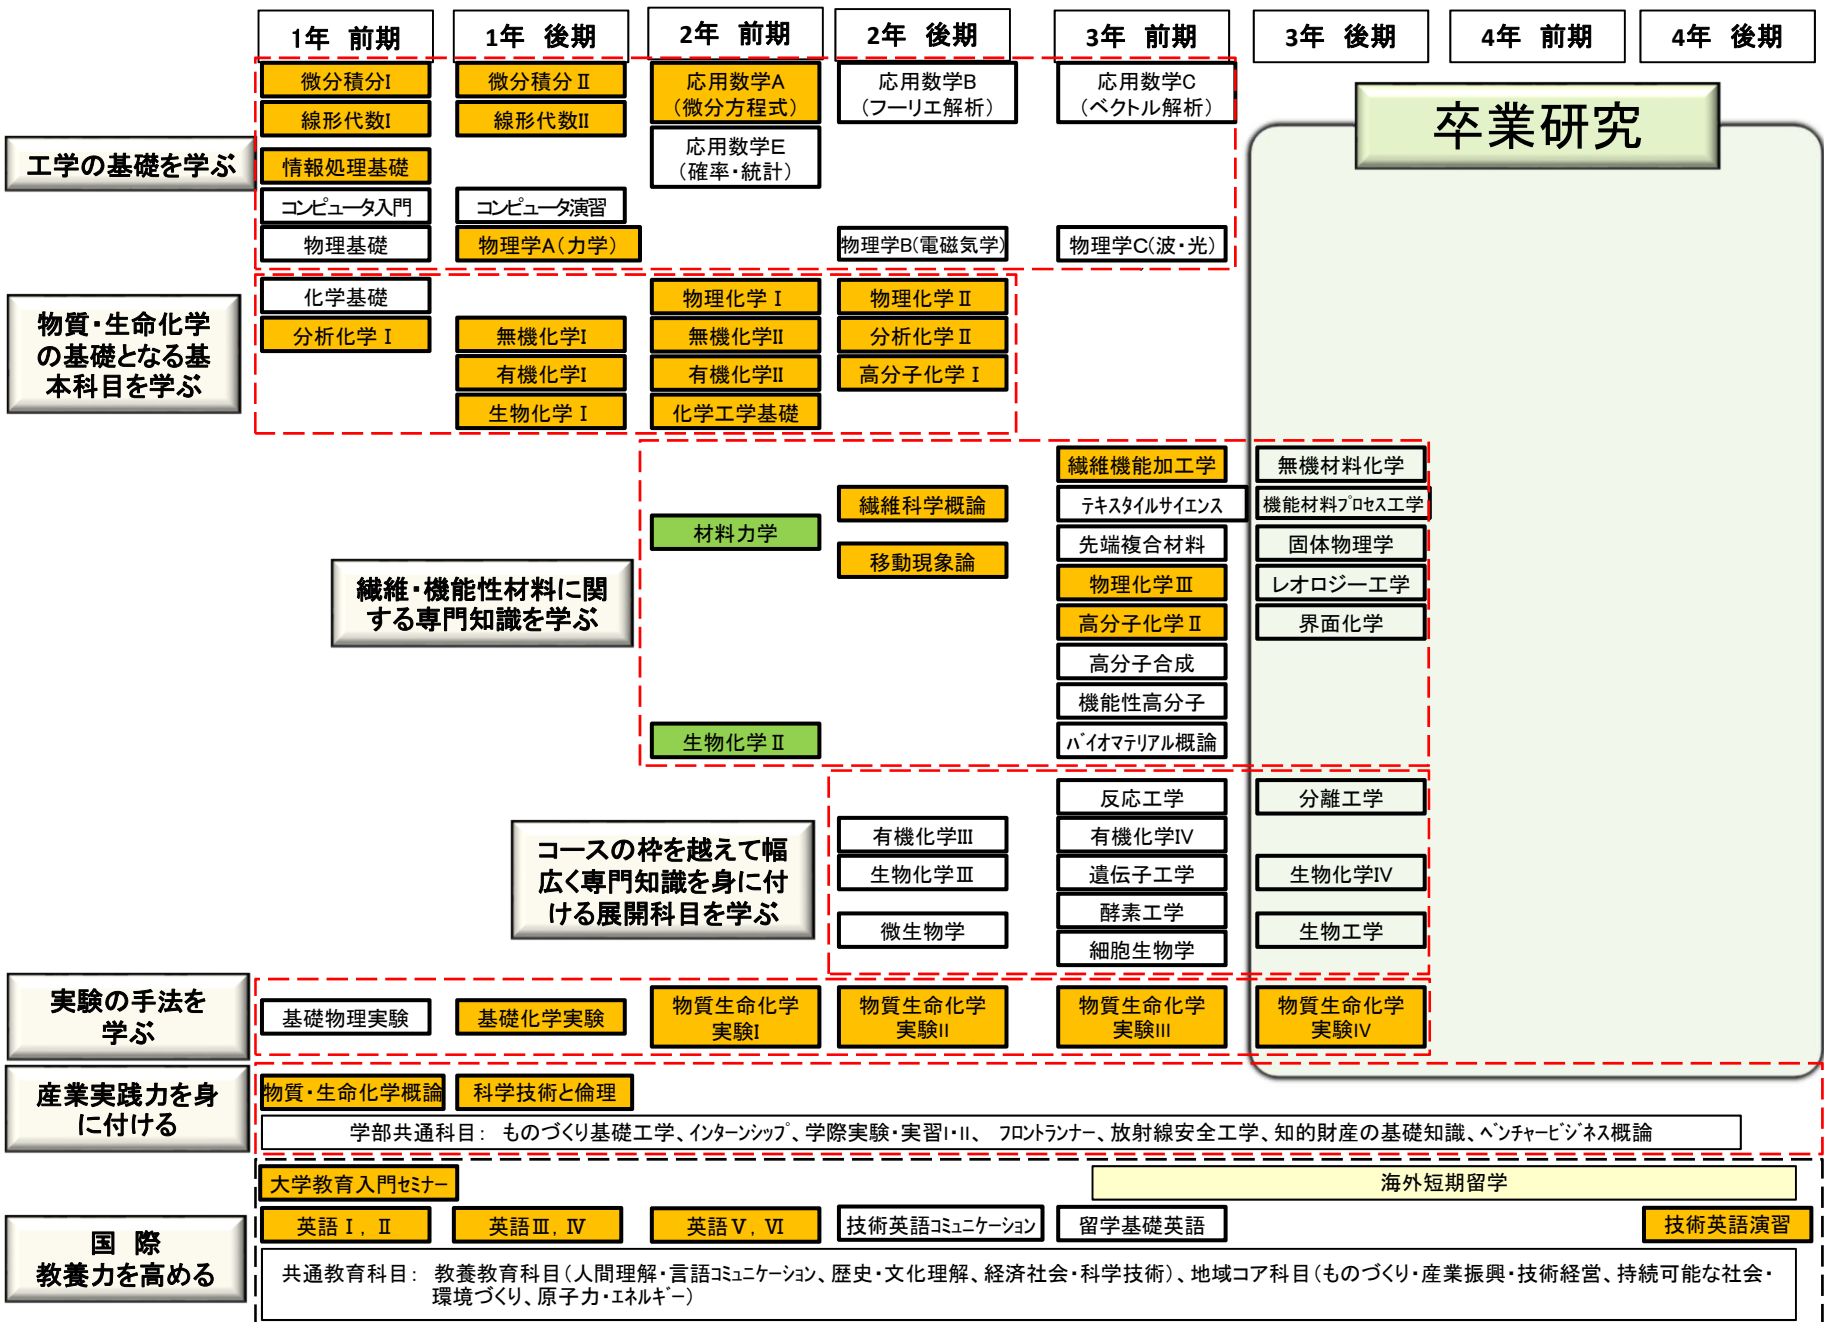 1年 前期
1年 後期
2年 前期
2年 後期
3年 前期
3年 後期
4年 前期
4年 後期
卒業研究
工学の基礎を学ぶ
微分積分I
微分積分Ⅱ
応用数学A
(微分方程式)
応用数学B
(フーリエ解析)
応用数学C
(ベクトル解析)
線形代数I
線形代数II
応用数学E
(確率・統計)
情報処理基礎
コンピュータ入門
コンピュータ演習
物理基礎
物理学A(力学)
物理学B(電磁気学)
物理学C(波・光)
物質・生命化学
の基礎となる基
本科目を学ぶ
化学基礎
物理化学Ⅰ
物理化学Ⅱ
分析化学Ⅰ
無機化学I
無機化学II
分析化学Ⅱ
有機化学I
有機化学II
高分子化学Ⅰ
生物化学Ⅰ
化学工学基礎
繊維・機能性材料に関
する専門知識を学ぶ
繊維機能加工学
無機材料化学
繊維科学概論
テキスタイルサイエンス
機能材料プロセス工学
材料力学
先端複合材料
固体物理学
移動現象論
物理化学Ⅲ
レオロジー工学
高分子化学Ⅱ
界面化学
高分子合成
機能性高分子
生物化学Ⅱ
バイオマテリアル概論
コースの枠を越えて幅
広く専門知識を身に付
ける展開科目を学ぶ
反応工学
分離工学
有機化学III
有機化学IV
生物化学Ⅲ
遺伝子工学
生物化学IV
酵素工学
微生物学
生物工学
細胞生物学
実験の手法を
学ぶ
基礎物理実験
基礎化学実験
物質生命化学
実験I
物質生命化学
実験II
物質生命化学
実験III
物質生命化学
実験IV
産業実践力を身
に付ける
物質・生命化学概論
科学技術と倫理
学部共通科目: ものづくり基礎工学、インターンシップ、学際実験・実習I・II、 フロントランナー、放射線安全工学、知的財産の基礎知識、ベンチャービジネス概論
国 際
教養力を高める
大学教育入門セミナー
海外短期留学
英語Ⅰ, Ⅱ
英語Ⅲ, Ⅳ
英語Ⅴ, Ⅵ
技術英語コミュニケーション
留学基礎英語
技術英語演習
共通教育科目: 教養教育科目(人間理解・言語コミュニケーション、歴史・文化理解、経済社会・科学技術)、地域コア科目(ものづくり・産業振興・技術経営、持続可能な社会・
環境づくり、原子力・エネルギー)